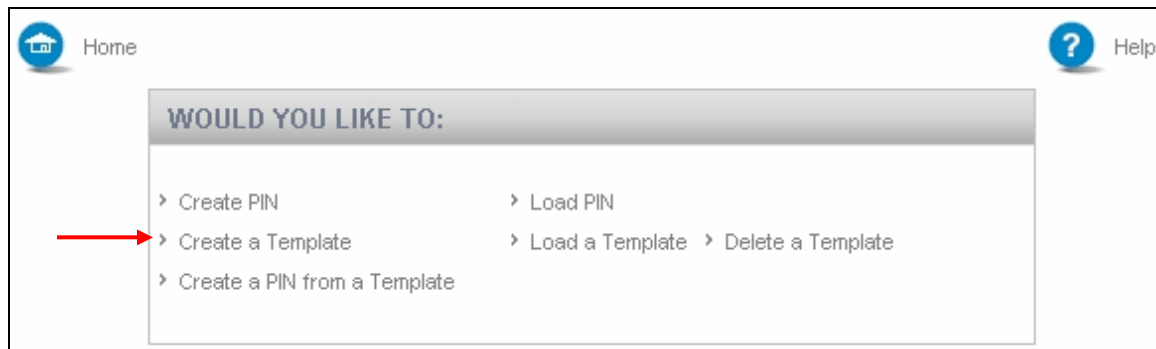 Home
Help
WOULD YOU LIKE TO:
Create PIN
Load PIN
Create a Template
Load a Template
Delete a Template
Create a PIN from a Template